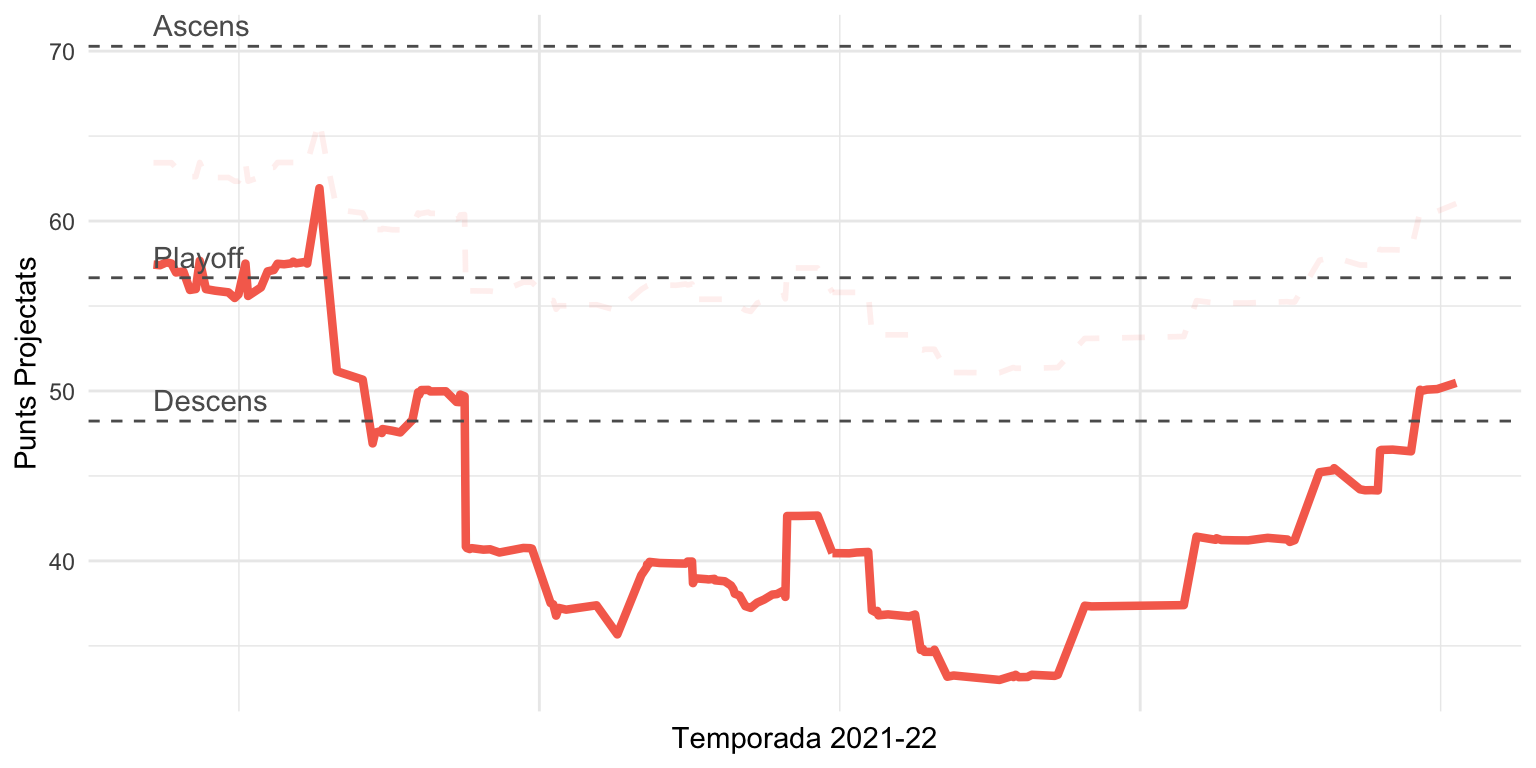 Ascens
70
60
Playoff
Descens
50
40
Punts Projectats
Temporada 2021-22